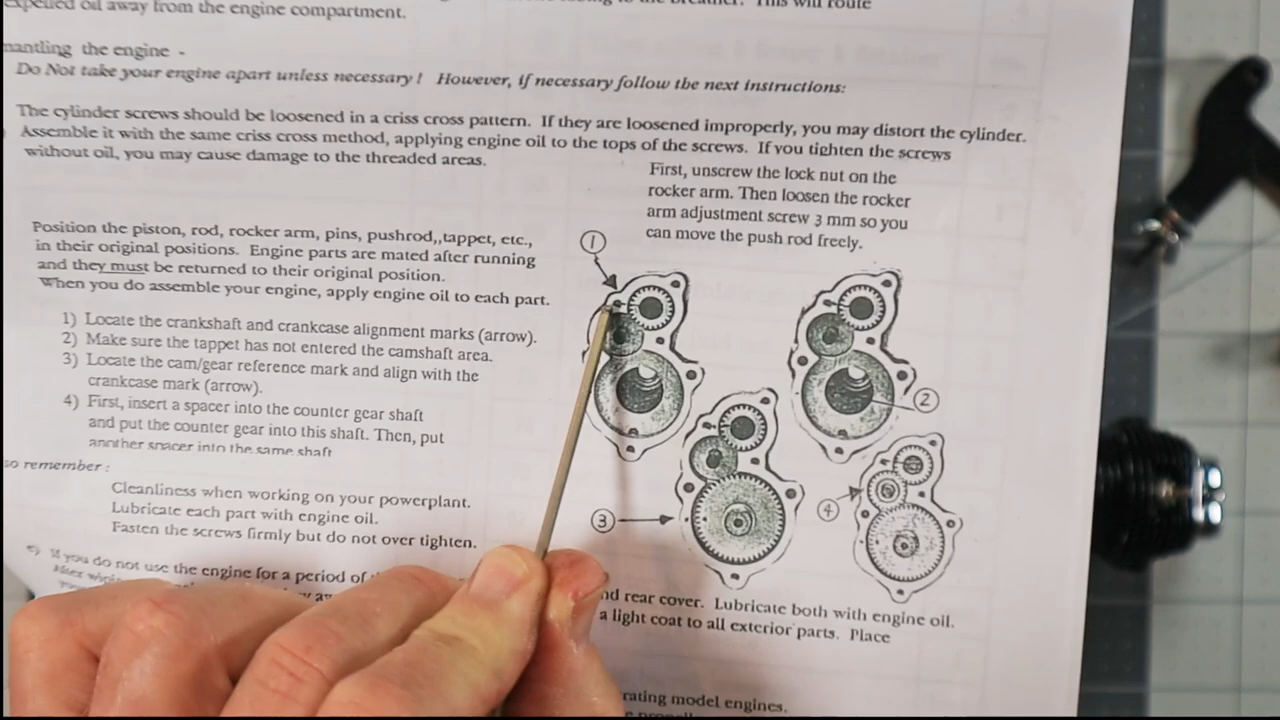 expelled oil away from the engine compartment.
to the breather. This will route
mantling the engine -
Do Not take your engine apart unless necessary! However, if necessary follow the next instructions:
The cylinder screws should be loosened in a criss cross pattern. If they are loosened improperly, you may distort the cylinder.
Assemble it with the same criss cross method, applying engine oil to the tops of the screws. If you tighten the screws
without oil, you may cause damage to the threaded areas.
First, unscrew the lock nut on the
rocker arm. Then loosen the rocker
arm adjustment screw 3 mm so you
can move the push rod freely.
Position the piston, rod, rocker arm, pins, pushrod,,tappet, etc.,
in their original positions. Engine parts are mated after running
and they must be returned to their original position.
When you do assemble your engine, apply engine oil to each part.
1) Locate the crankshaft and crankcase alignment marks (arrow).
2) Make sure the tappet has not entered the camshaft area.
3) Locate the cam/gear reference mark and align with the
crankcase mark (arrow).
4) First, insert a spacer into the counter gear shaft
and put the counter gear into this shaft. Then, put
another spacer into the same shaft
1
2
3
4
so remember :
Cleanliness when working on your powerplant.
Lubricate each part with engine oil.
Fasten the screws firmly but do not over tighten.
If you do not use the engine for a period of
nd rear cover. Lubricate both with engine oil.
a light coat to all exterior parts. Place
rating model engines.